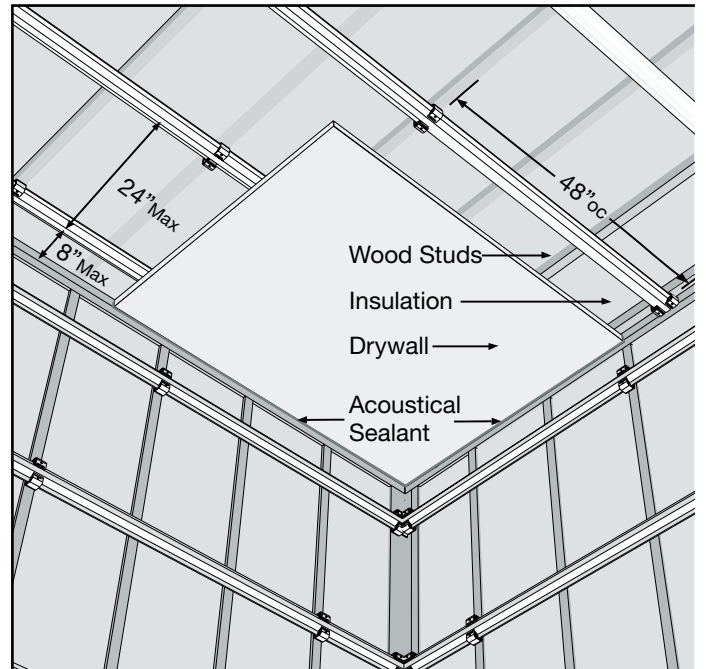 48” oc
24” Max
8” Max
Wood Studs
Insulation
Drywall
Acoustical
Sealant